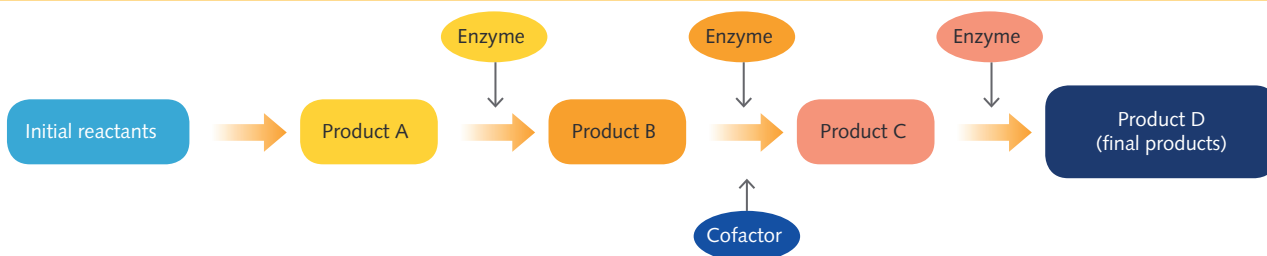 Enzyme
Enzyme
Enzyme
Initial reactants
Product A
Product B
Product C
Product D
(final products)
Cofactor